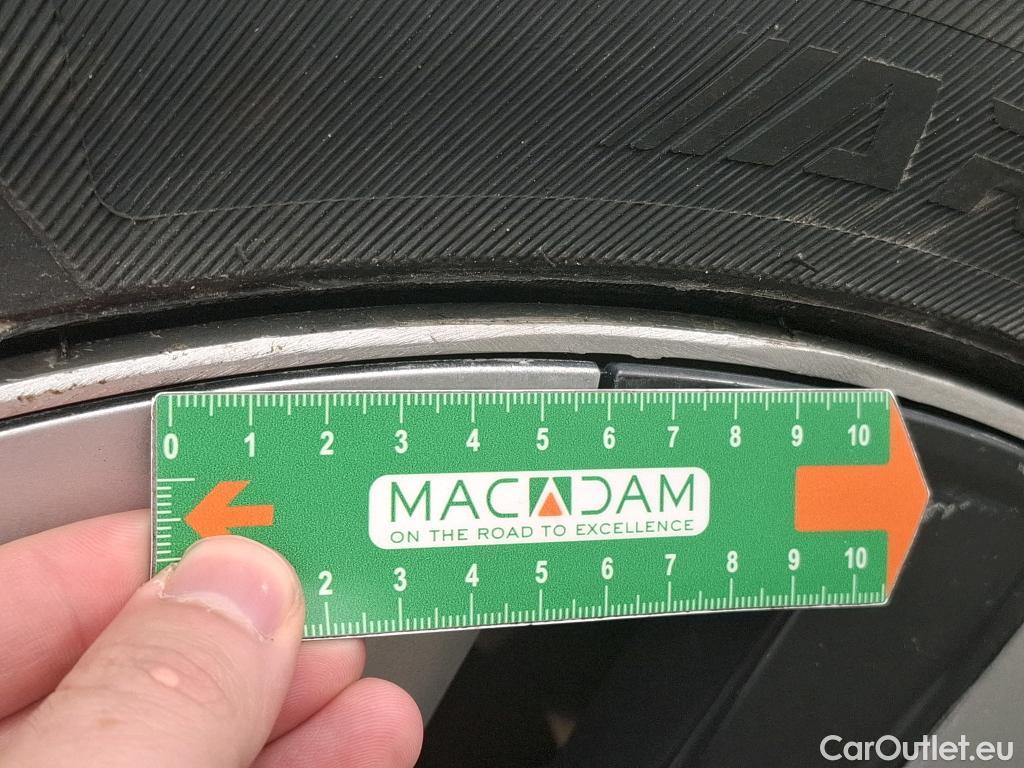 0 1 2 3 4 5 6 7 8 9 10
MACADAM
ON THE ROAD TO EXCELLENCE
2 3 4 5 6 7 8 9 10
CarOutlet.eu